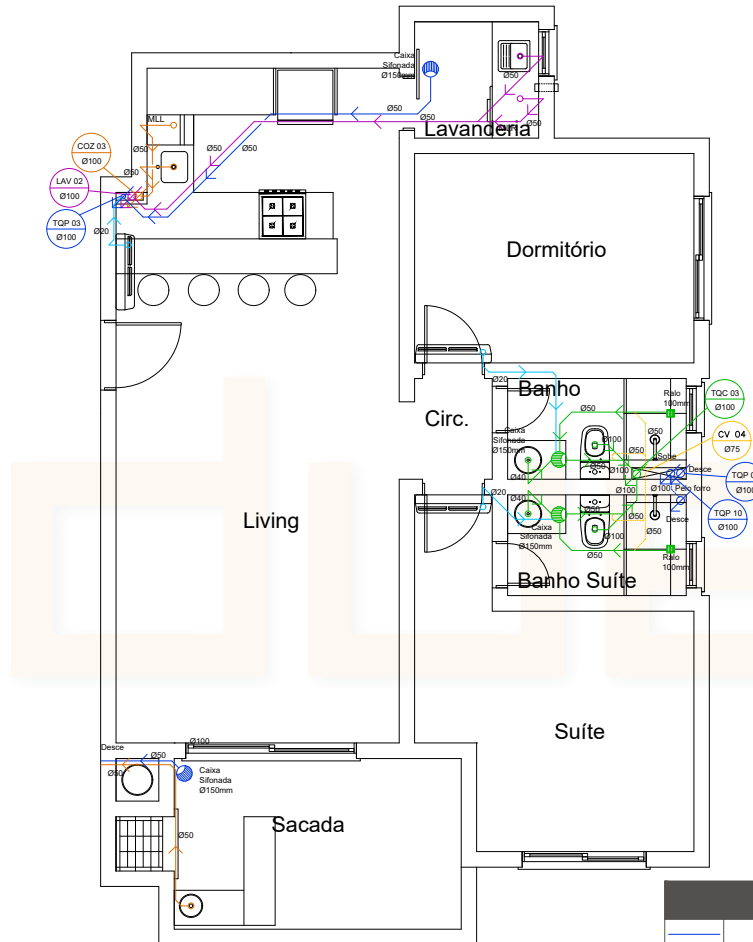 Caixa
Sifonada
Ø150mm
Ø50
Ø50
Ø50
Ø50
Lavanderia
MLL
Ø50
Ø50
Ø50
Ø50
COZ 03
Ø100
LAV 02
Ø100
TQP 03
Ø100
Ø20
Dormitório
Ø20
Banho
Circ.
Ralo
100mm
TQC 03
Ø100
CV 04
Ø75
Caixa
Sifonada
Ø150mm
Ø50
Ø50
Ø100
Ø50
Sobe
Desce
Ø40
Ø50
Ø100
Ø100
Ø100
Pelo forro
TQP 10
Ø100
Ø20
Ø40
Ø50
Ø50
Ø50
Desce
Caixa
Sifonada
Ø150mm
Ø100
Ø50
Ralo
100mm
Living
Banho Suíte
Suíte
Desce
Ø50
Ø100
Ø50
Caixa
Sifonada
Ø150mm
Ø50
Sacada